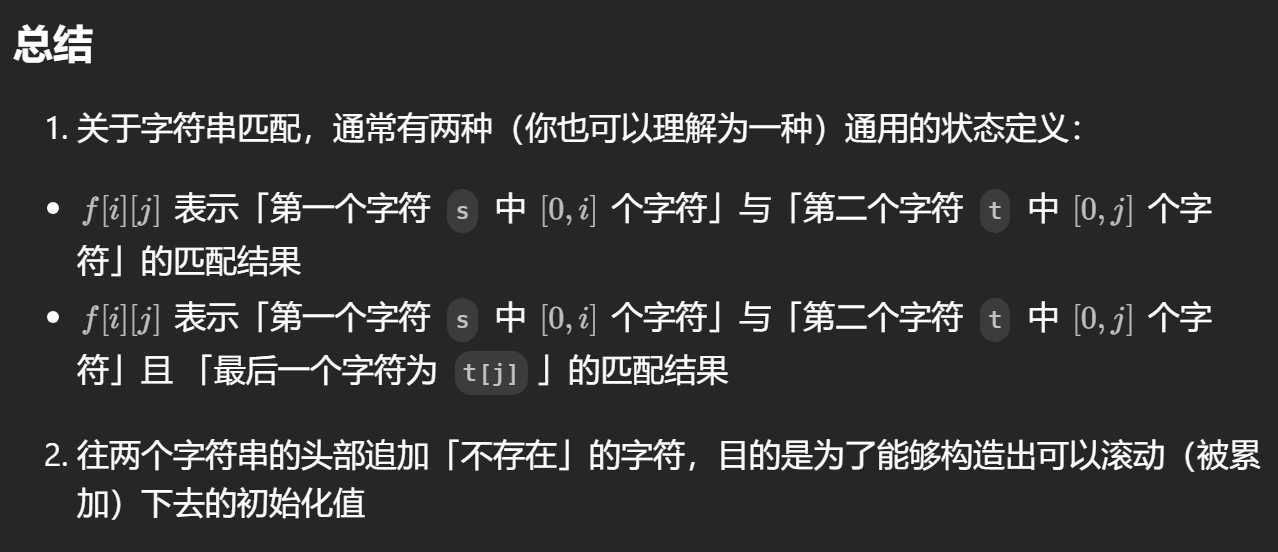 总结
1. 关于字符串匹配，通常有两种（你也可以理解为一种）通用的状态定义：
• f[i][j] 表示「第一个字符 s 中 [0, i] 个字符」与「第二个字符 t 中 [0, j] 个字
符」的匹配结果
• f[i][j] 表示「第一个字符 s 中 [0, i] 个字符」与「第二个字符 t 中 [0, j] 个字
符」且 「最后一个字符为 t[j] 」的匹配结果
2. 往两个字符串的头部追加「不存在」的字符，目的是为了能够构造出可以滚动（被累
加）下去的初始化值